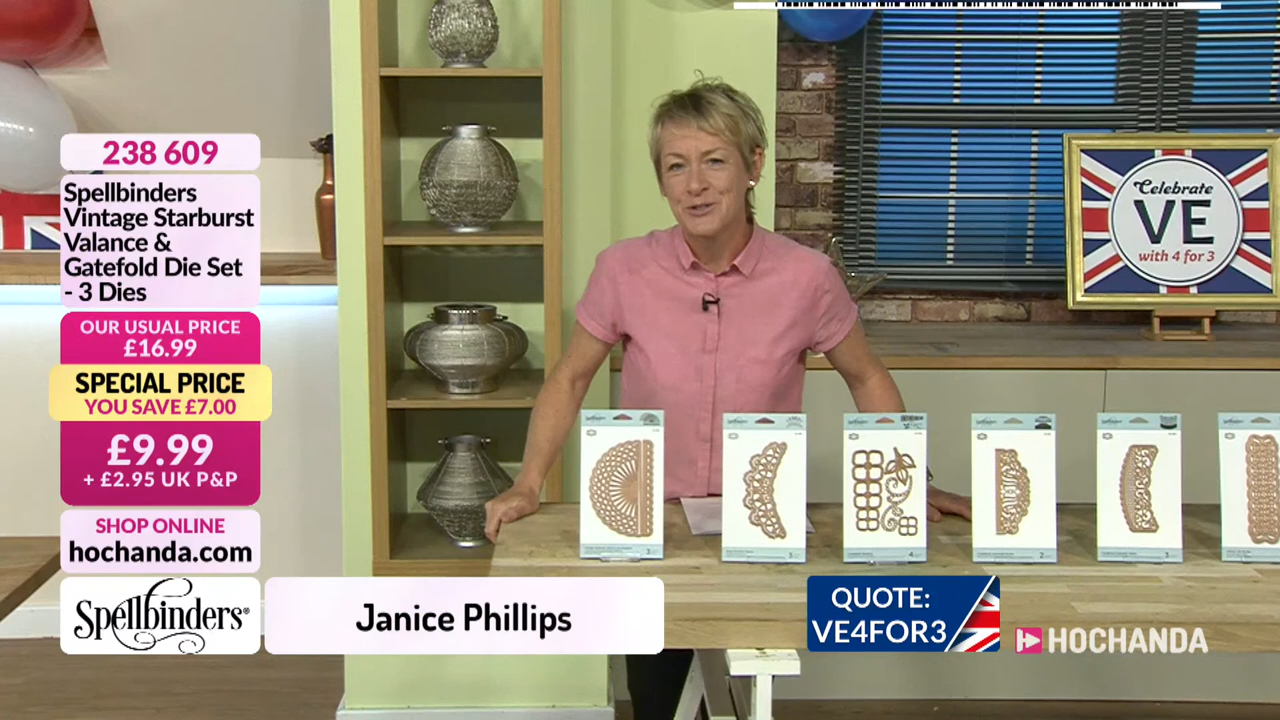 238 609
Spellbinders
Vintage Starburst
Valance &
Gatefold Die Set
- 3 Dies
OUR USUAL PRICE
£16.99
SPECIAL PRICE
YOU SAVE £7.00
£9.99
+ £2.95 UK P&P
SHOP ONLINE
hochanda.com
Spellbinders®
Janice Phillips
Celebrate
VE
with 4 for 3
QUOTE:
VE4FOR3
HOCHANDA